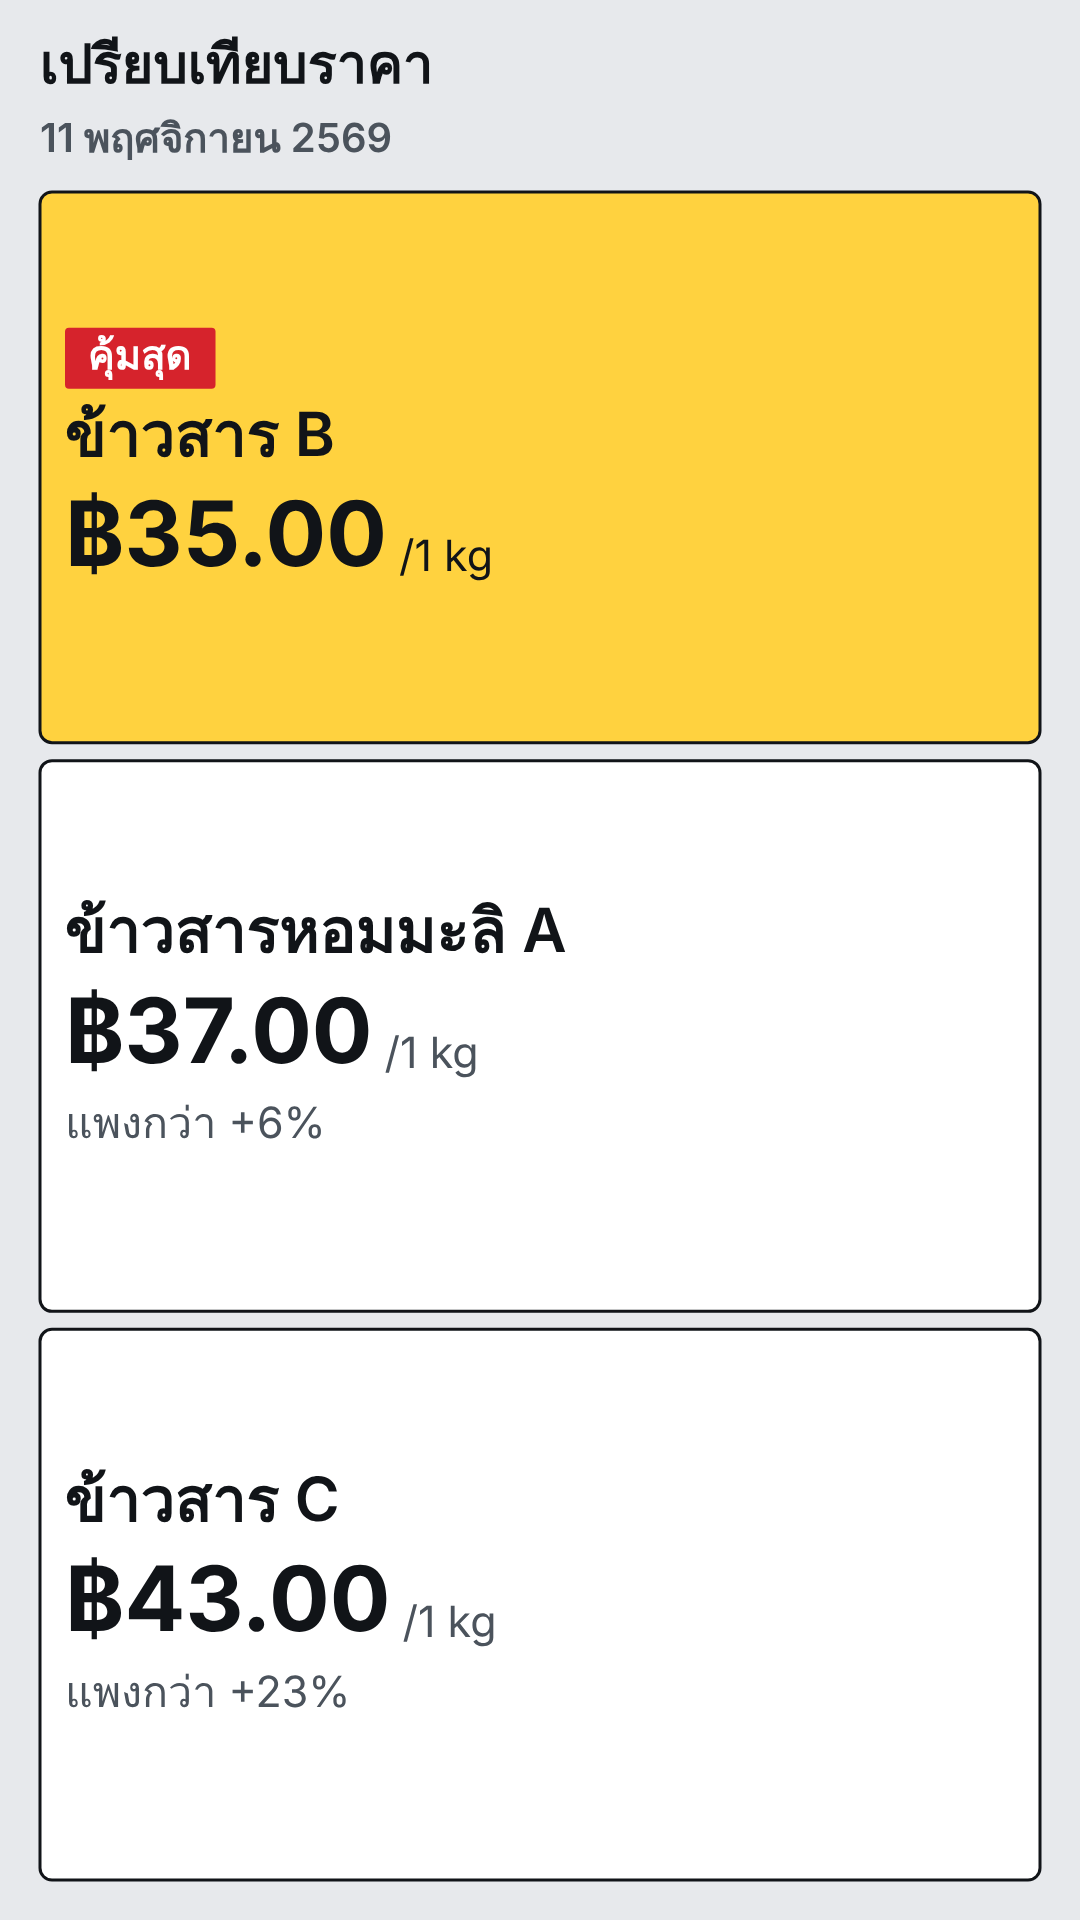 เปรียบเทียบราคา
11 พฤศจิกายน 2569
คุ้มสุด
ข้าวสาร B
฿35.00 /1 kg
ข้าวสารหอมมะลิ A
฿37.00 /1 kg
แพงกว่า +6%
ข้าวสาร C
฿43.00 /1 kg
แพงกว่า +23%